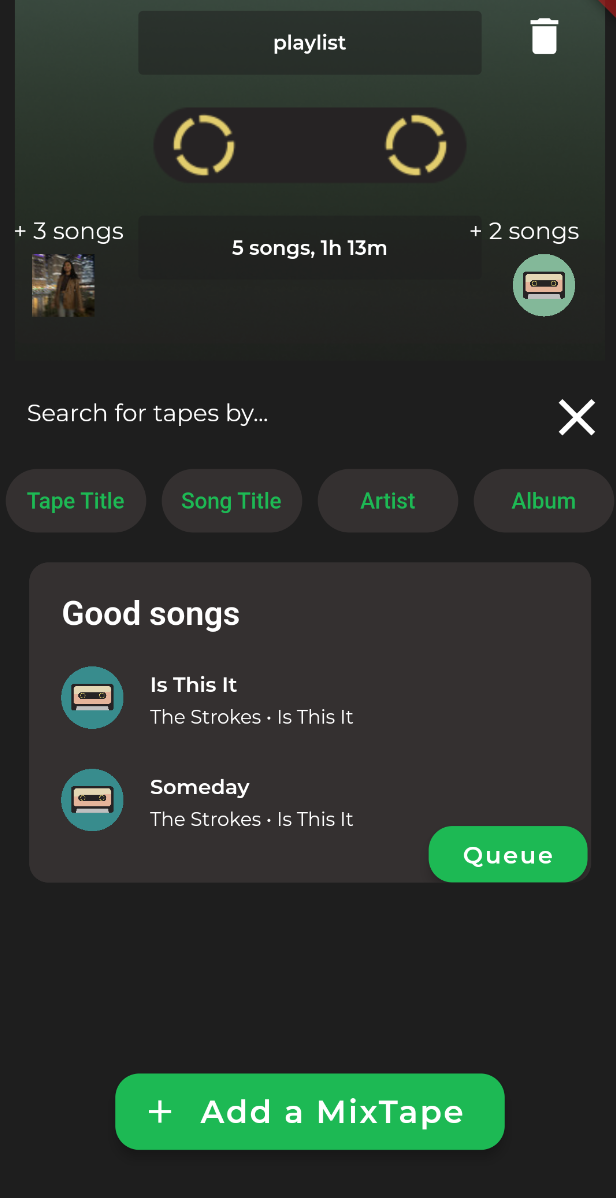 playlist
+ 3 songs
5 songs, 1h 13m
+ 2 songs
Search for tapes by...
Tape Title
Song Title
Artist
Album
Good songs
Is This It
The Strokes • Is This It
Someday
The Strokes • Is This It
Queue
+ Add a MixTape